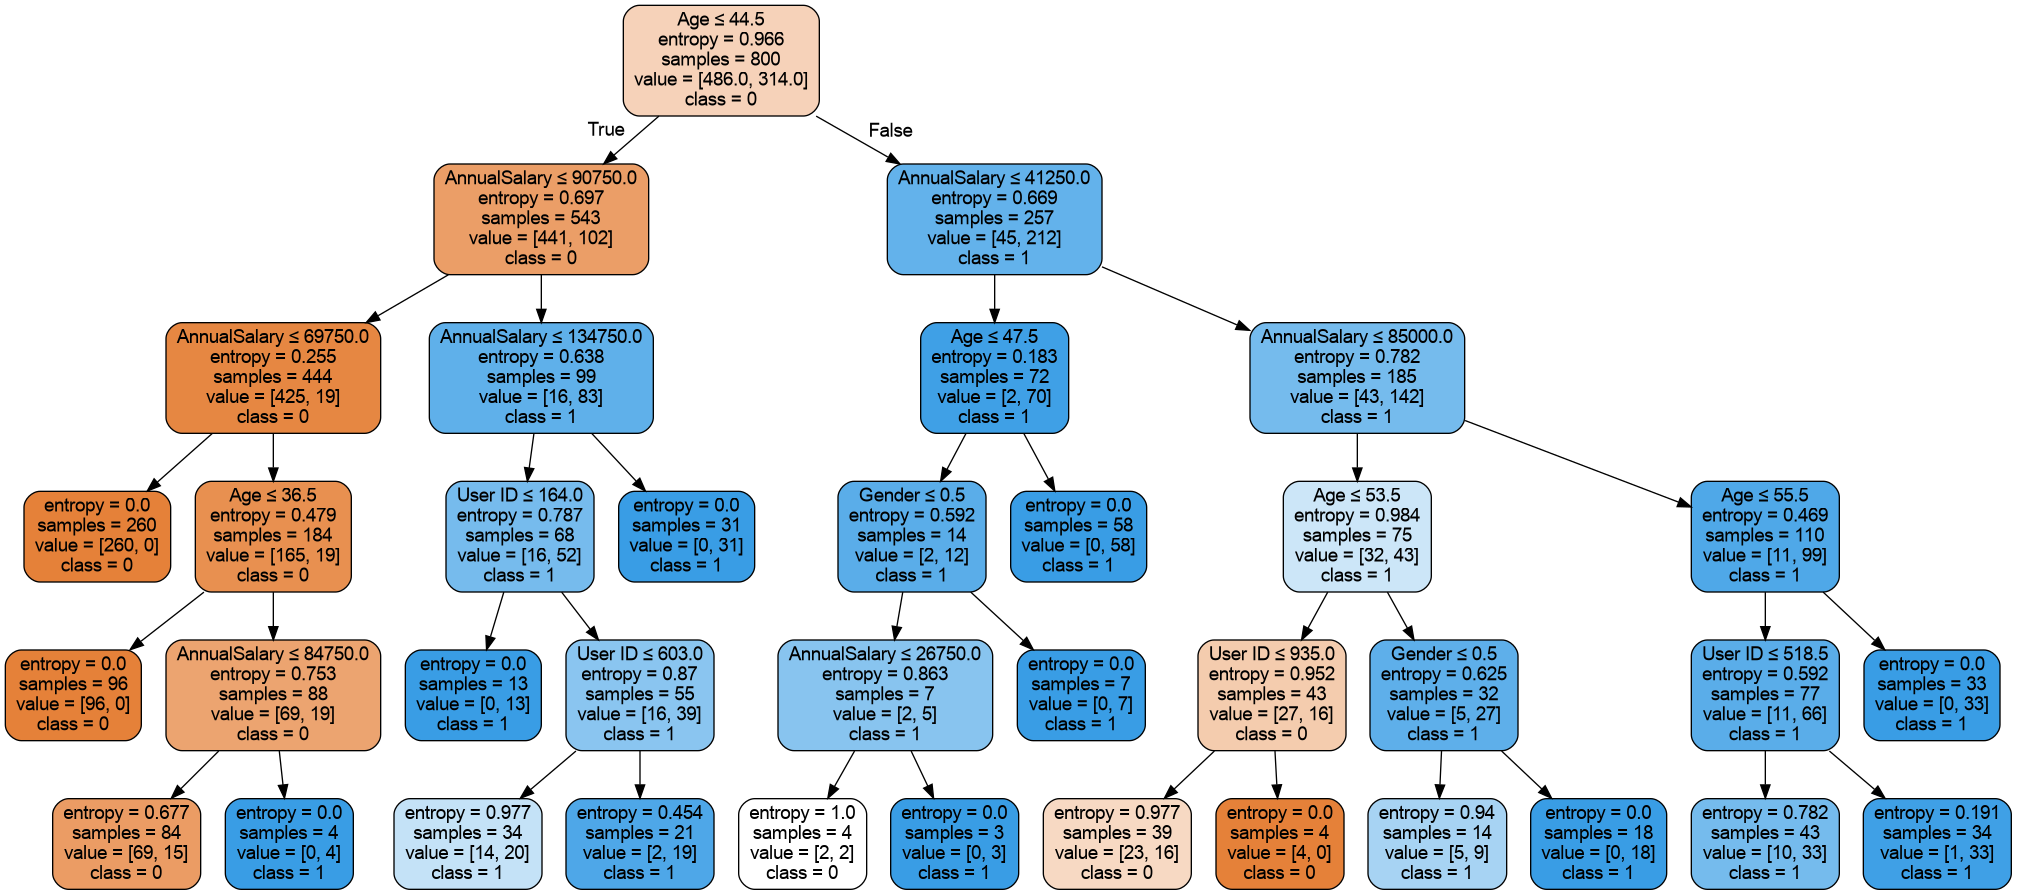 Age ≤ 44.5
entropy = 0.966
samples = 800
value = [486.0, 314.0]
class = 0
True
False
AnnualSalary ≤ 90750.0
entropy = 0.697
samples = 543
value = [441, 102]
class = 0
AnnualSalary ≤ 41250.0
entropy = 0.669
samples = 257
value = [45, 212]
class = 1
AnnualSalary ≤ 69750.0
entropy = 0.255
samples = 444
value = [425, 19]
class = 0
AnnualSalary ≤ 134750.0
entropy = 0.638
samples = 99
value = [16, 83]
class = 1
Age ≤ 47.5
entropy = 0.183
samples = 72
value = [2, 70]
class = 1
AnnualSalary ≤ 85000.0
entropy = 0.782
samples = 185
value = [43, 142]
class = 1
entropy = 0.0
samples = 260
value = [260, 0]
class = 0
Age ≤ 36.5
entropy = 0.479
samples = 184
value = [165, 19]
class = 0
User ID ≤ 164.0
entropy = 0.787
samples = 68
value = [16, 52]
class = 1
entropy = 0.0
samples = 31
value = [0, 31]
class = 1
Gender ≤ 0.5
entropy = 0.592
samples = 14
value = [2, 12]
class = 1
entropy = 0.0
samples = 58
value = [0, 58]
class = 1
Age ≤ 53.5
entropy = 0.984
samples = 75
value = [32, 43]
class = 1
Age ≤ 55.5
entropy = 0.469
samples = 110
value = [11, 99]
class = 1
entropy = 0.0
samples = 96
value = [96, 0]
class = 0
AnnualSalary ≤ 84750.0
entropy = 0.753
samples = 88
value = [69, 19]
class = 0
entropy = 0.0
samples = 13
value = [0, 13]
class = 1
User ID ≤ 603.0
entropy = 0.87
samples = 55
value = [16, 39]
class = 1
AnnualSalary ≤ 26750.0
entropy = 0.863
samples = 7
value = [2, 5]
class = 1
entropy = 0.0
samples = 7
value = [0, 7]
class = 1
User ID ≤ 935.0
entropy = 0.952
samples = 43
value = [27, 16]
class = 0
Gender ≤ 0.5
entropy = 0.625
samples = 32
value = [5, 27]
class = 1
User ID ≤ 518.5
entropy = 0.592
samples = 77
value = [11, 66]
class = 1
entropy = 0.0
samples = 33
value = [0, 33]
class = 1
entropy = 0.677
samples = 84
value = [69, 15]
class = 0
entropy = 0.0
samples = 4
value = [0, 4]
class = 1
entropy = 0.977
samples = 34
value = [14, 20]
class = 1
entropy = 0.454
samples = 21
value = [2, 19]
class = 1
entropy = 1.0
samples = 4
value = [2, 2]
class = 0
entropy = 0.0
samples = 3
value = [0, 3]
class = 1
entropy = 0.977
samples = 39
value = [23, 16]
class = 0
entropy = 0.0
samples = 4
value = [4, 0]
class = 0
entropy = 0.94
samples = 14
value = [5, 9]
class = 1
entropy = 0.0
samples = 18
value = [0, 18]
class = 1
entropy = 0.782
samples = 43
value = [10, 33]
class = 1
entropy = 0.191
samples = 34
value = [1, 33]
class = 1